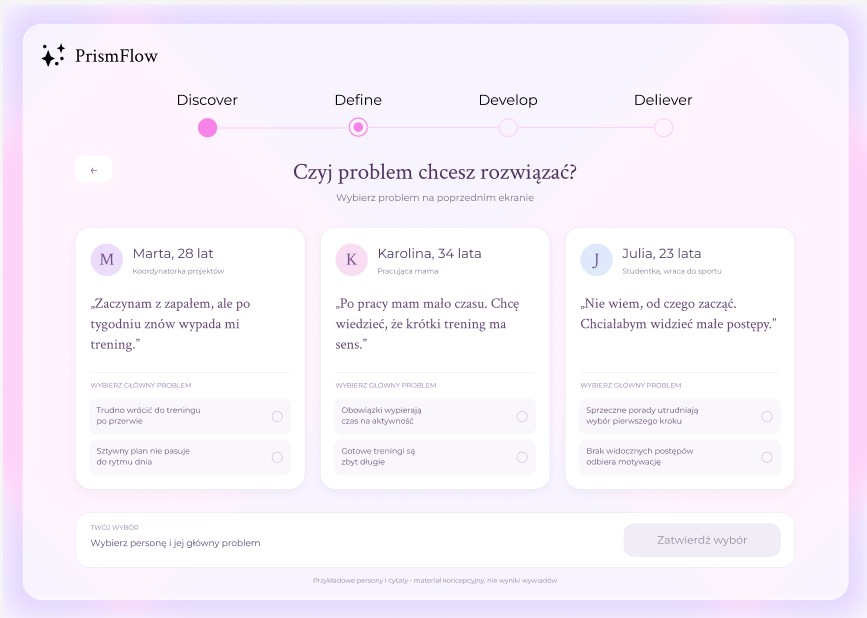 PrismFlow
Discover
Define
Develop
Deliever
←
Czyj problem chcesz rozwiązać?
Wybierz problem na poprzednim ekranie
M
Marta, 28 lat
Koordynatorka projektów
„Zaczynam z zapałem, ale po
tygodniu znów wypada mi
trening.”
WYBIERZ GŁÓWNY PROBLEM
Trudno wrócić do treningu
po przerwie
Sztywny plan nie pasuje
do rytmu dnia
K
Karolina, 34 lata
Pracująca mama
„Po pracy mam mało czasu. Chcę
wiedzieć, że krótki trening ma
sens.”
WYBIERZ GŁÓWNY PROBLEM
Obowiązki wypierają
czas na aktywność
Gotowe treningi są
zbyt długie
J
Julia, 23 lata
Studentka, wraca do sportu
„Nie wiem, od czego zacząć.
Chciałabym widzieć małe postępy.”
WYBIERZ GŁÓWNY PROBLEM
Sprzeczne porady utrudniają
wybór pierwszego kroku
Brak widocznych postępów
odbiera motywację
TWÓJ WYBÓR
Wybierz personę i jej główny problem
Zatwierdź wybór
Przykładowe persony i cytaty • materiał koncepcyjny, nie wyniki wywiadów